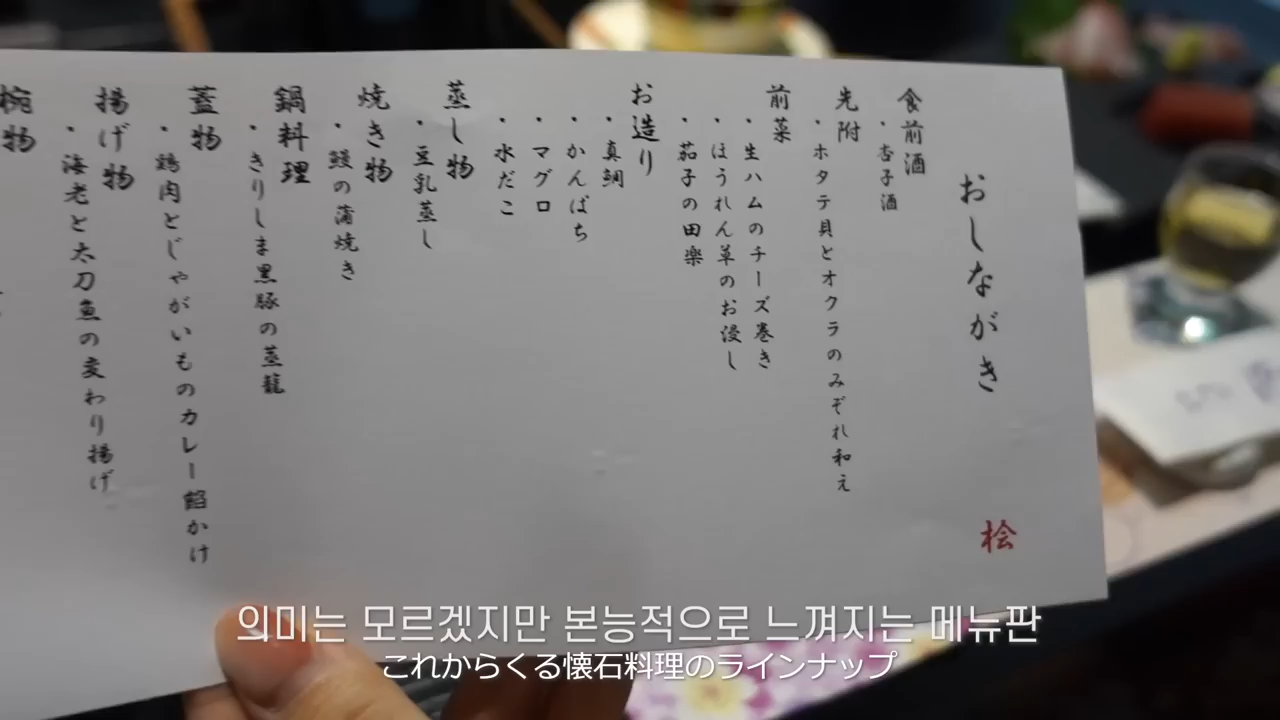 おしながき
桧
食前酒
・杏子酒
先附
・ホタテ貝とオクラのみぞれ和え
前菜
・生ハムのチーズ巻き
・ほうれん草のお浸し
・茄子の田楽
お造り
・真鯛
・かんぱち
・マグロ
・水だこ
蒸し物
・豆乳蒸し
焼き物
・鰻の蒲焼き
鍋料理
・きりしま黒豚の蒸籠
蓋物
・鶏肉とじゃがいものカレー餡かけ
揚げ物
・海老と太刀魚の変わり揚げ
椀物
의미는 모르겠지만 본능적으로 느껴지는 메뉴판
これからくる懐石料理のラインナップ